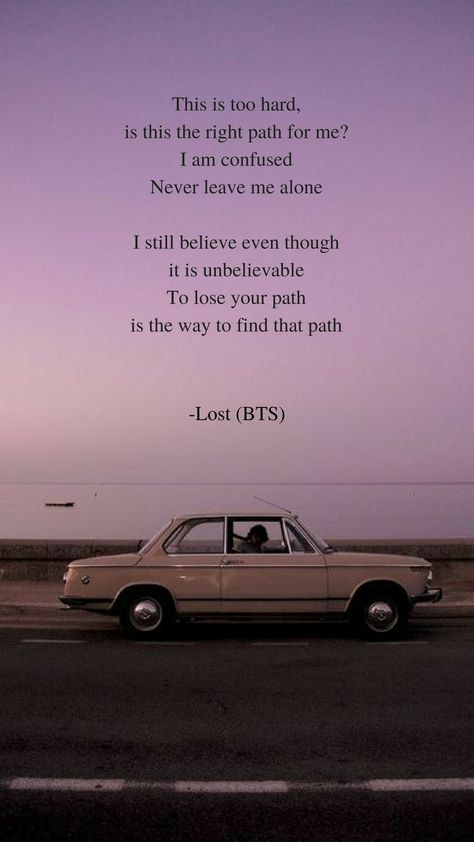 This is too hard,
is this the right path for me?
I am confused
Never leave me alone
I still believe even though
it is unbelievable
To lose your path
is the way to find that path
-Lost (BTS)